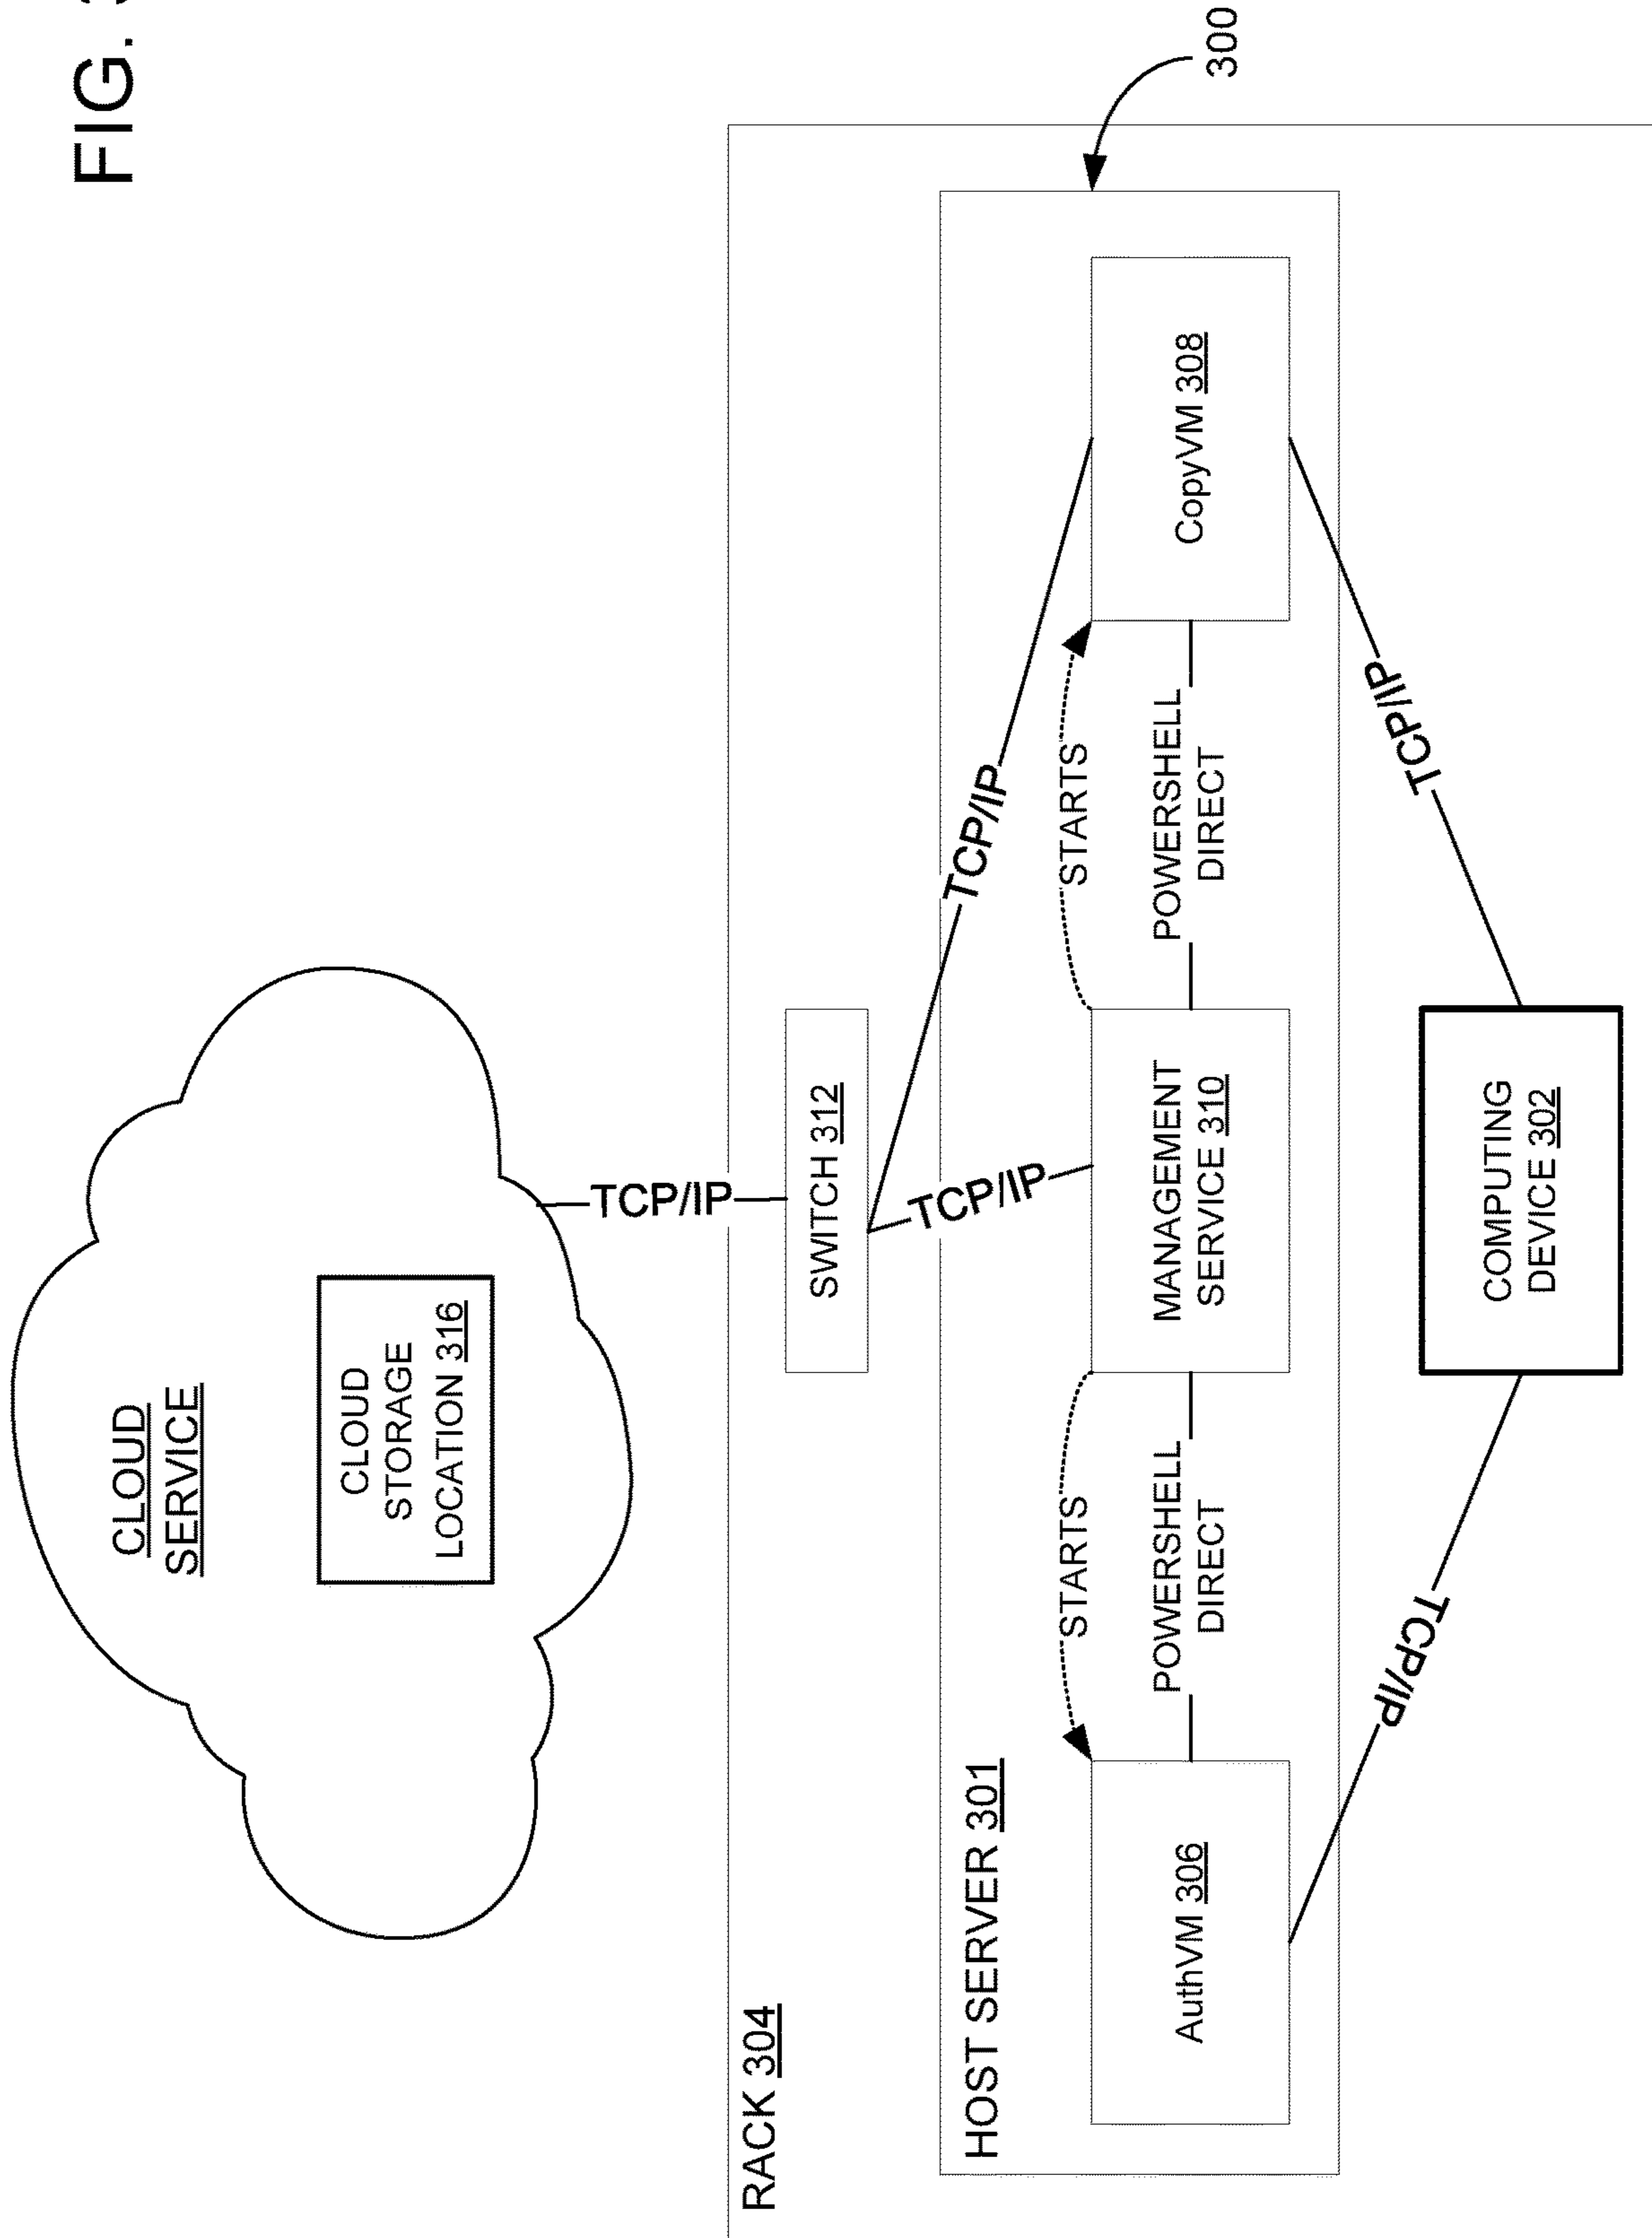 FIG.
CLOUD
SERVICE
CLOUD
STORAGE
LOCATION 316
TCP/IP
RACK 304
SWITCH 312
TCP/IP
TCP/IP
HOST SERVER 301
300
STARTS
STARTS
AuthVM 306
POWERSHELL
DIRECT
MANAGEMENT
SERVICE 310
POWERSHELL
DIRECT
CopyVM 308
TCP/IP
TCP/IP
COMPUTING
DEVICE 302